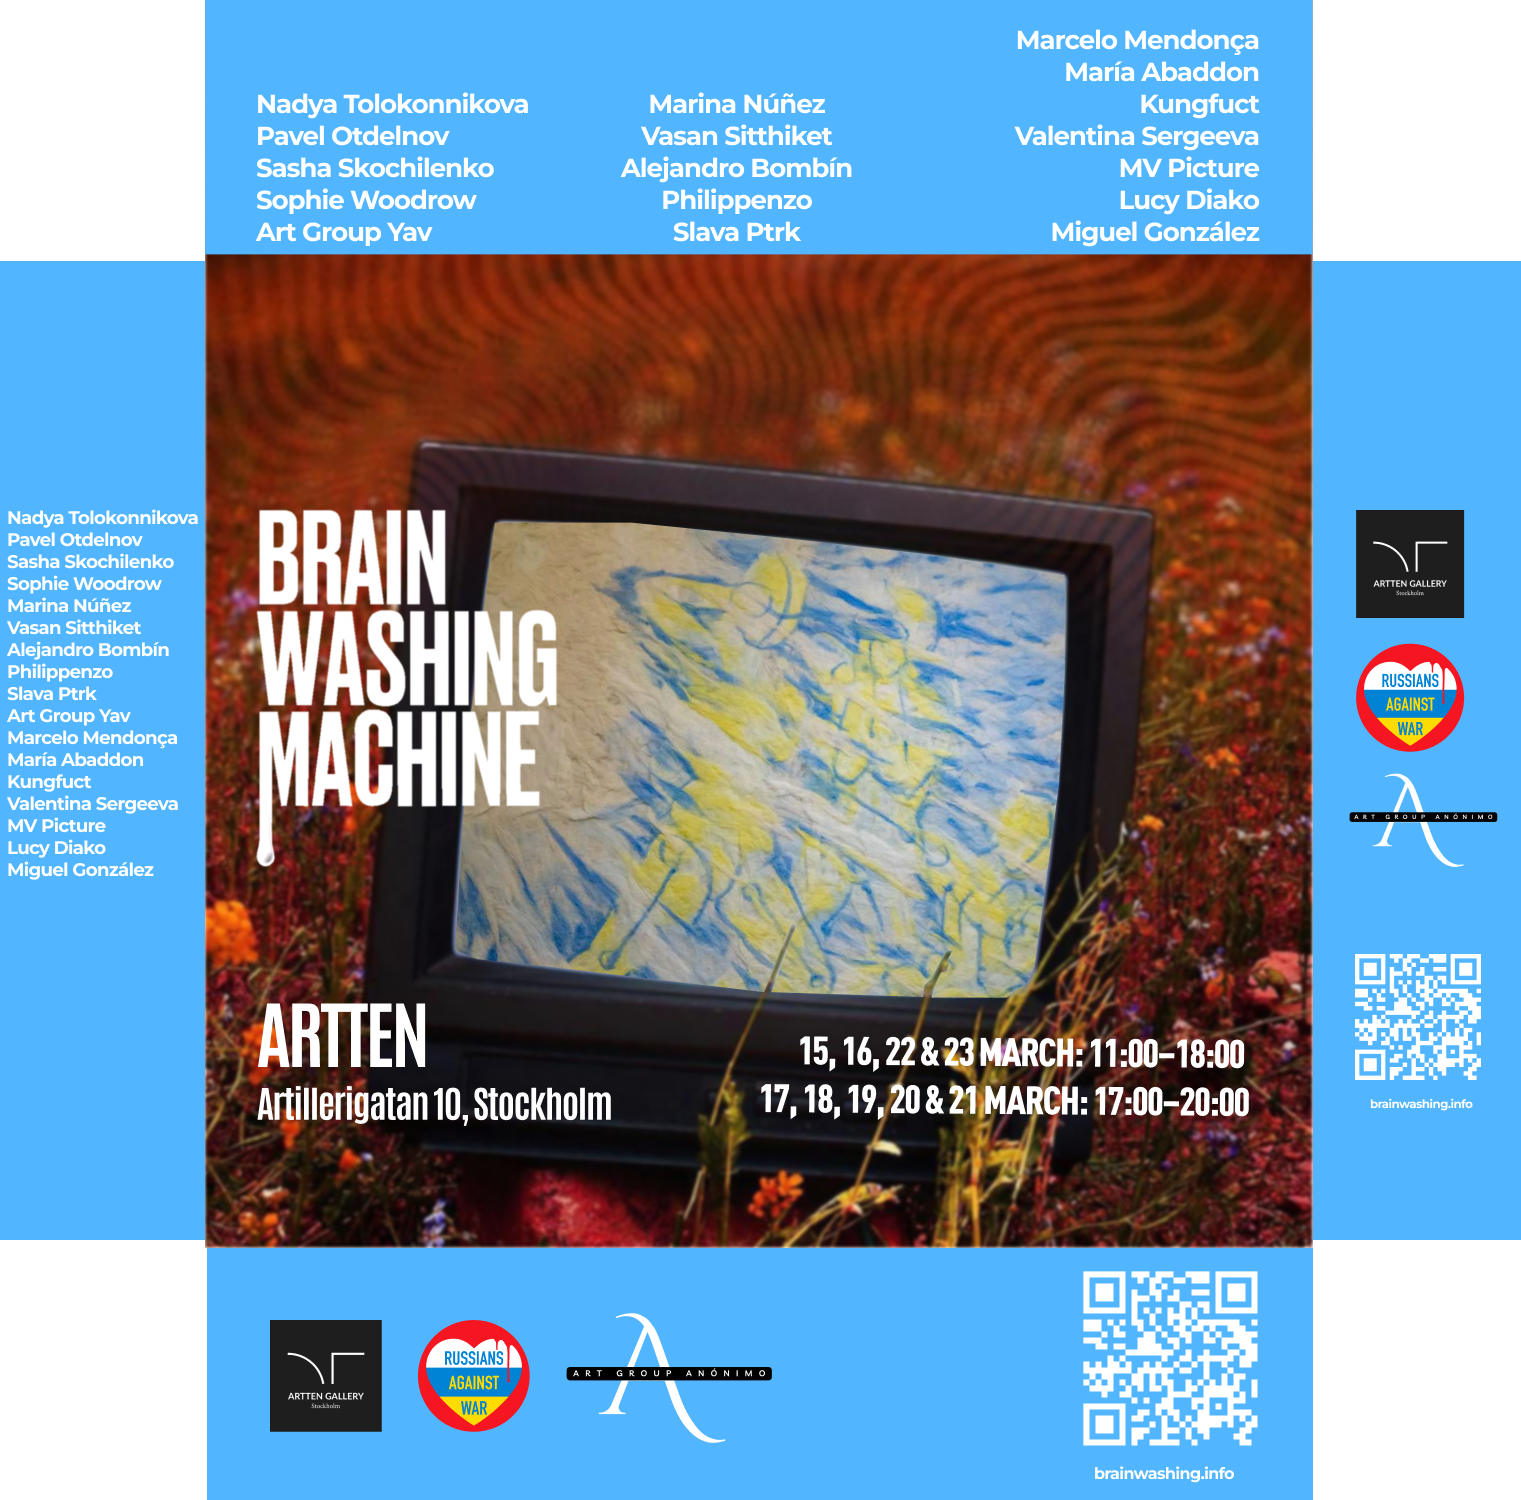 Nadya Tolokonnikova
Pavel Otdelnov
Sasha Skochilenko
Sophie Woodrow
Art Group Yav
Marina Núñez
Vasan Sitthiket
Alejandro Bombín
Philippenzo
Slava Ptrk
Marcelo Mendonça
María Abaddon
Kungfuct
Valentina Sergeeva
MV Picture
Lucy Diako
Miguel González
Nadya Tolokonnikova
Pavel Otdelnov
Sasha Skochilenko
Sophie Woodrow
Marina Núñez
Vasan Sitthiket
Alejandro Bombín
Philippenzo
Slava Ptrk
Art Group Yav
Marcelo Mendonça
María Abaddon
Kungfuct
Valentina Sergeeva
MV Picture
Lucy Diako
Miguel González
BRAIN
WASHING
MACHINE
ARTTEN
Artillerigatan 10, Stockholm
15, 16, 22 & 23 MARCH: 11:00–18:00
17, 18, 19, 20 & 21 MARCH: 17:00–20:00
ARTTEN GALLERY
Stockholm
RUSSIANS
AGAINST
WAR
ART GROUP ANÓNIMO
brainwashing.info
ARTTEN GALLERY
Stockholm
RUSSIANS
AGAINST
WAR
ART GROUP ANÓNIMO
brainwashing.info